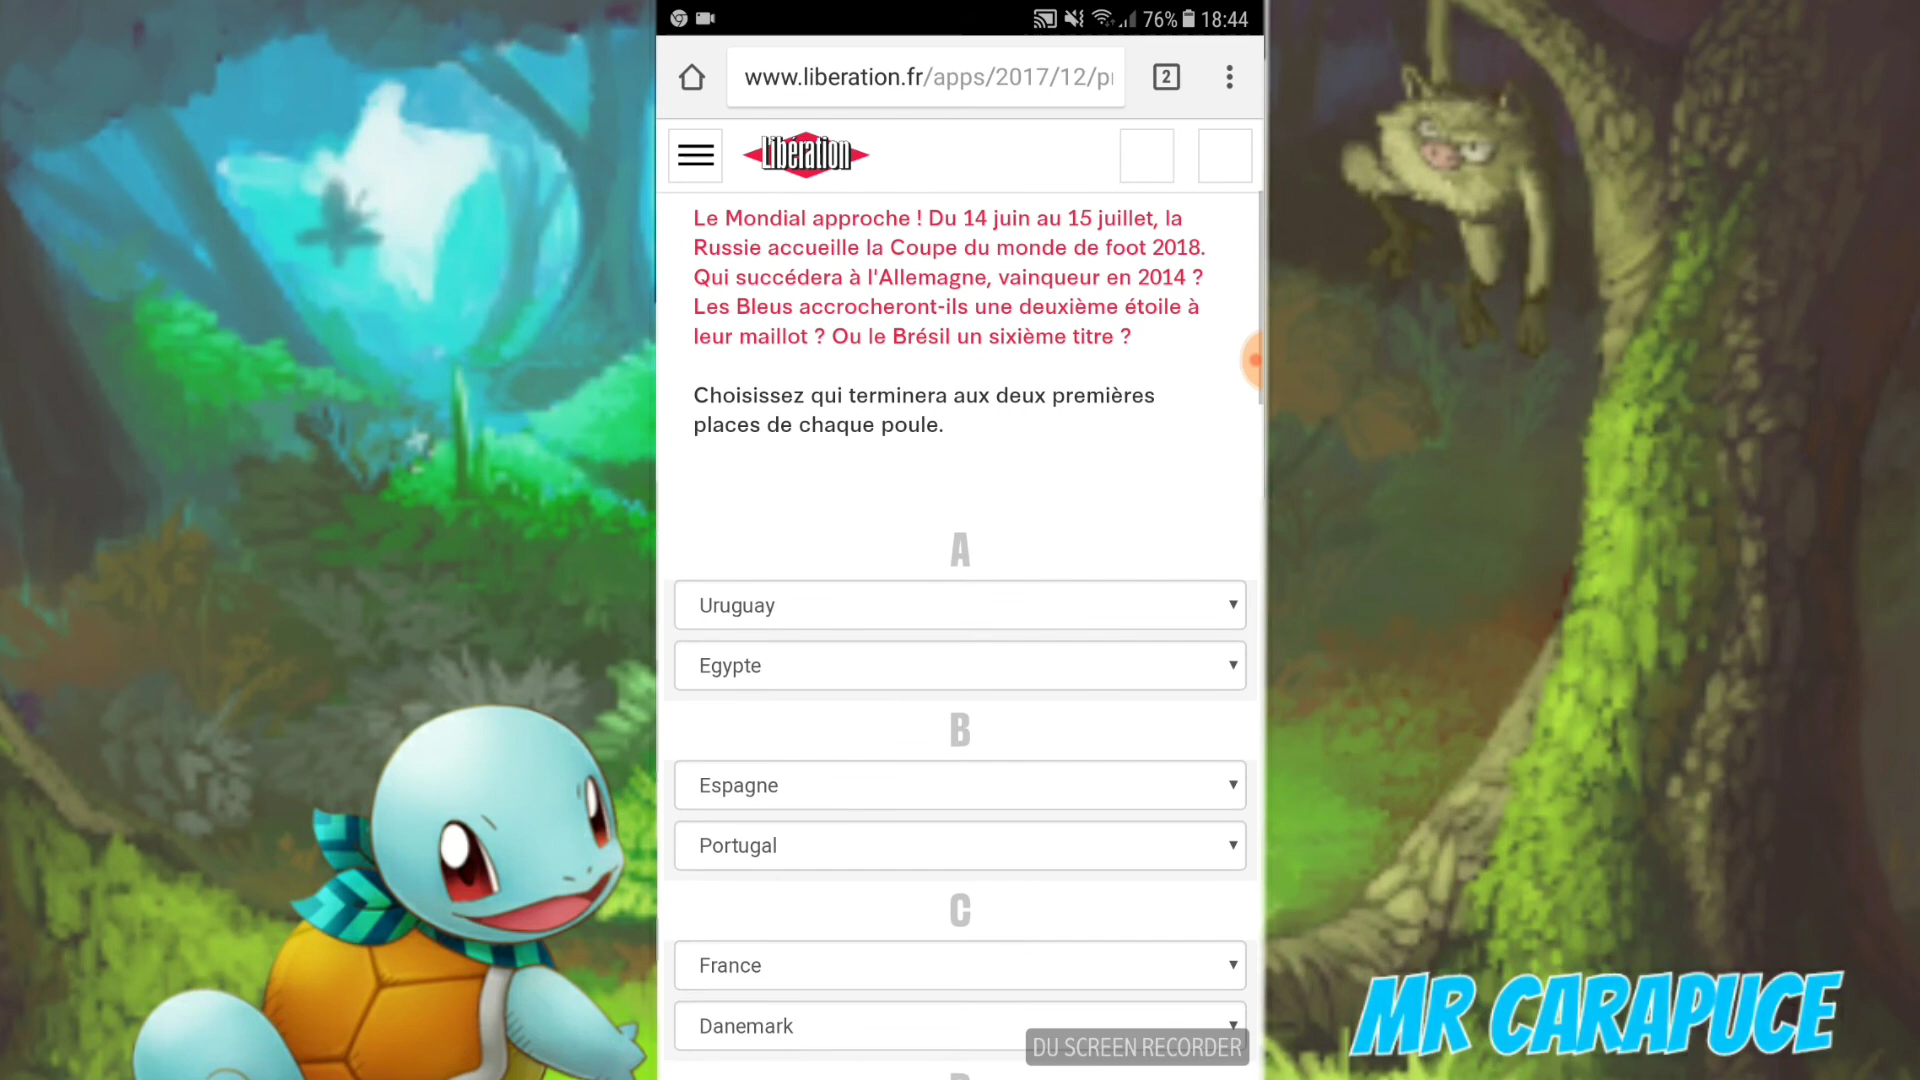 76% 18:44
www.liberation.fr/apps/2017/12/p
2
Libération
Le Mondial approche ! Du 14 juin au 15 juillet, la
Russie accueille la Coupe du monde de foot 2018.
Qui succédera à l'Allemagne, vainqueur en 2014 ?
Les Bleus accrocheront-ils une deuxième étoile à
leur maillot ? Ou le Brésil un sixième titre ?
Choisissez qui terminera aux deux premières
places de chaque poule.
A
Uruguay
Egypte
B
Espagne
Portugal
C
France
Danemark
DU SCREEN RECORDER
MR CARAPUCE